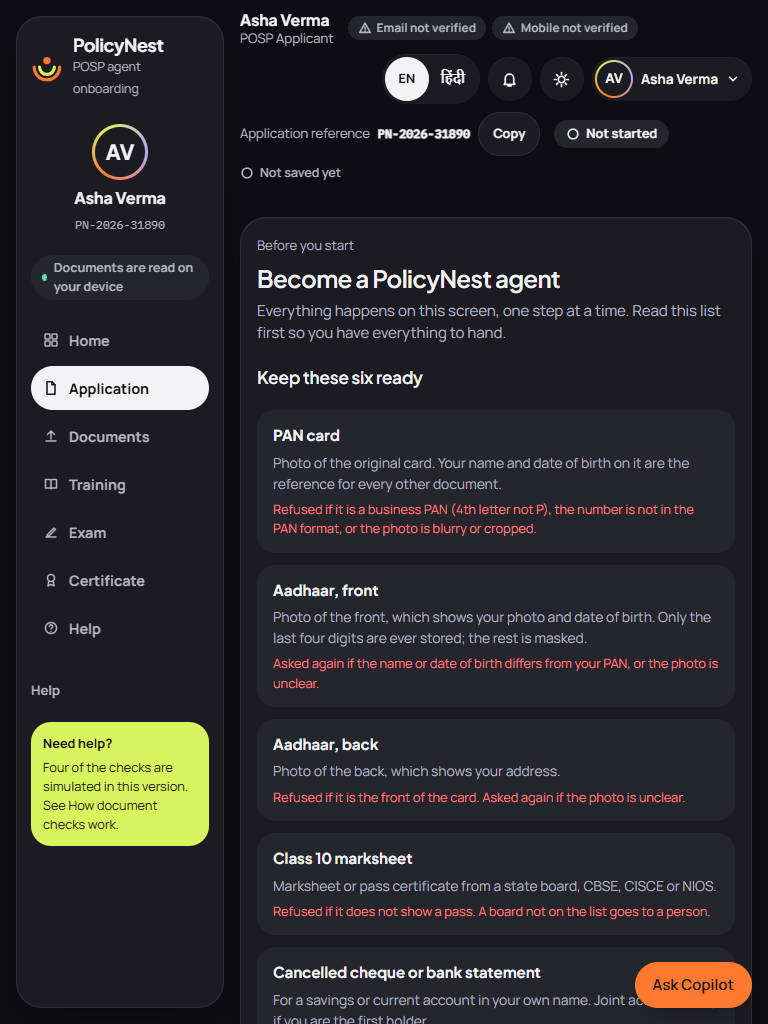 PolicyNest
POSP agent
onboarding
AV
Asha Verma
PN-2026-31890
Documents are read on
your device
Home
Application
Documents
Training
Exam
Certificate
Help
Help
Need help?
Four of the checks are
simulated in this version.
See How document
checks work.
Asha Verma
POSP Applicant
Email not verified
Mobile not verified
EN
हिंदी
AV
Asha Verma
Application reference PN-2026-31890
Copy
Not started
Not saved yet
Before you start
Become a PolicyNest agent
Everything happens on this screen, one step at a time. Read this list
first so you have everything to hand.
Keep these six ready
PAN card
Photo of the original card. Your name and date of birth on it are the
reference for every other document.
Refused if it is a business PAN (4th letter not P), the number is not in the
PAN format, or the photo is blurry or cropped.
Aadhaar, front
Photo of the front, which shows your photo and date of birth. Only the
last four digits are ever stored; the rest is masked.
Asked again if the name or date of birth differs from your PAN, or the photo is
unclear.
Aadhaar, back
Photo of the back, which shows your address.
Refused if it is the front of the card. Asked again if the photo is unclear.
Class 10 marksheet
Marksheet or pass certificate from a state board, CBSE, CISCE or NIOS.
Refused if it does not show a pass. A board not on the list goes to a person.
Cancelled cheque or bank statement
For a savings or current account in your own name. Joint
if you are the first holder.
Ask Copilot